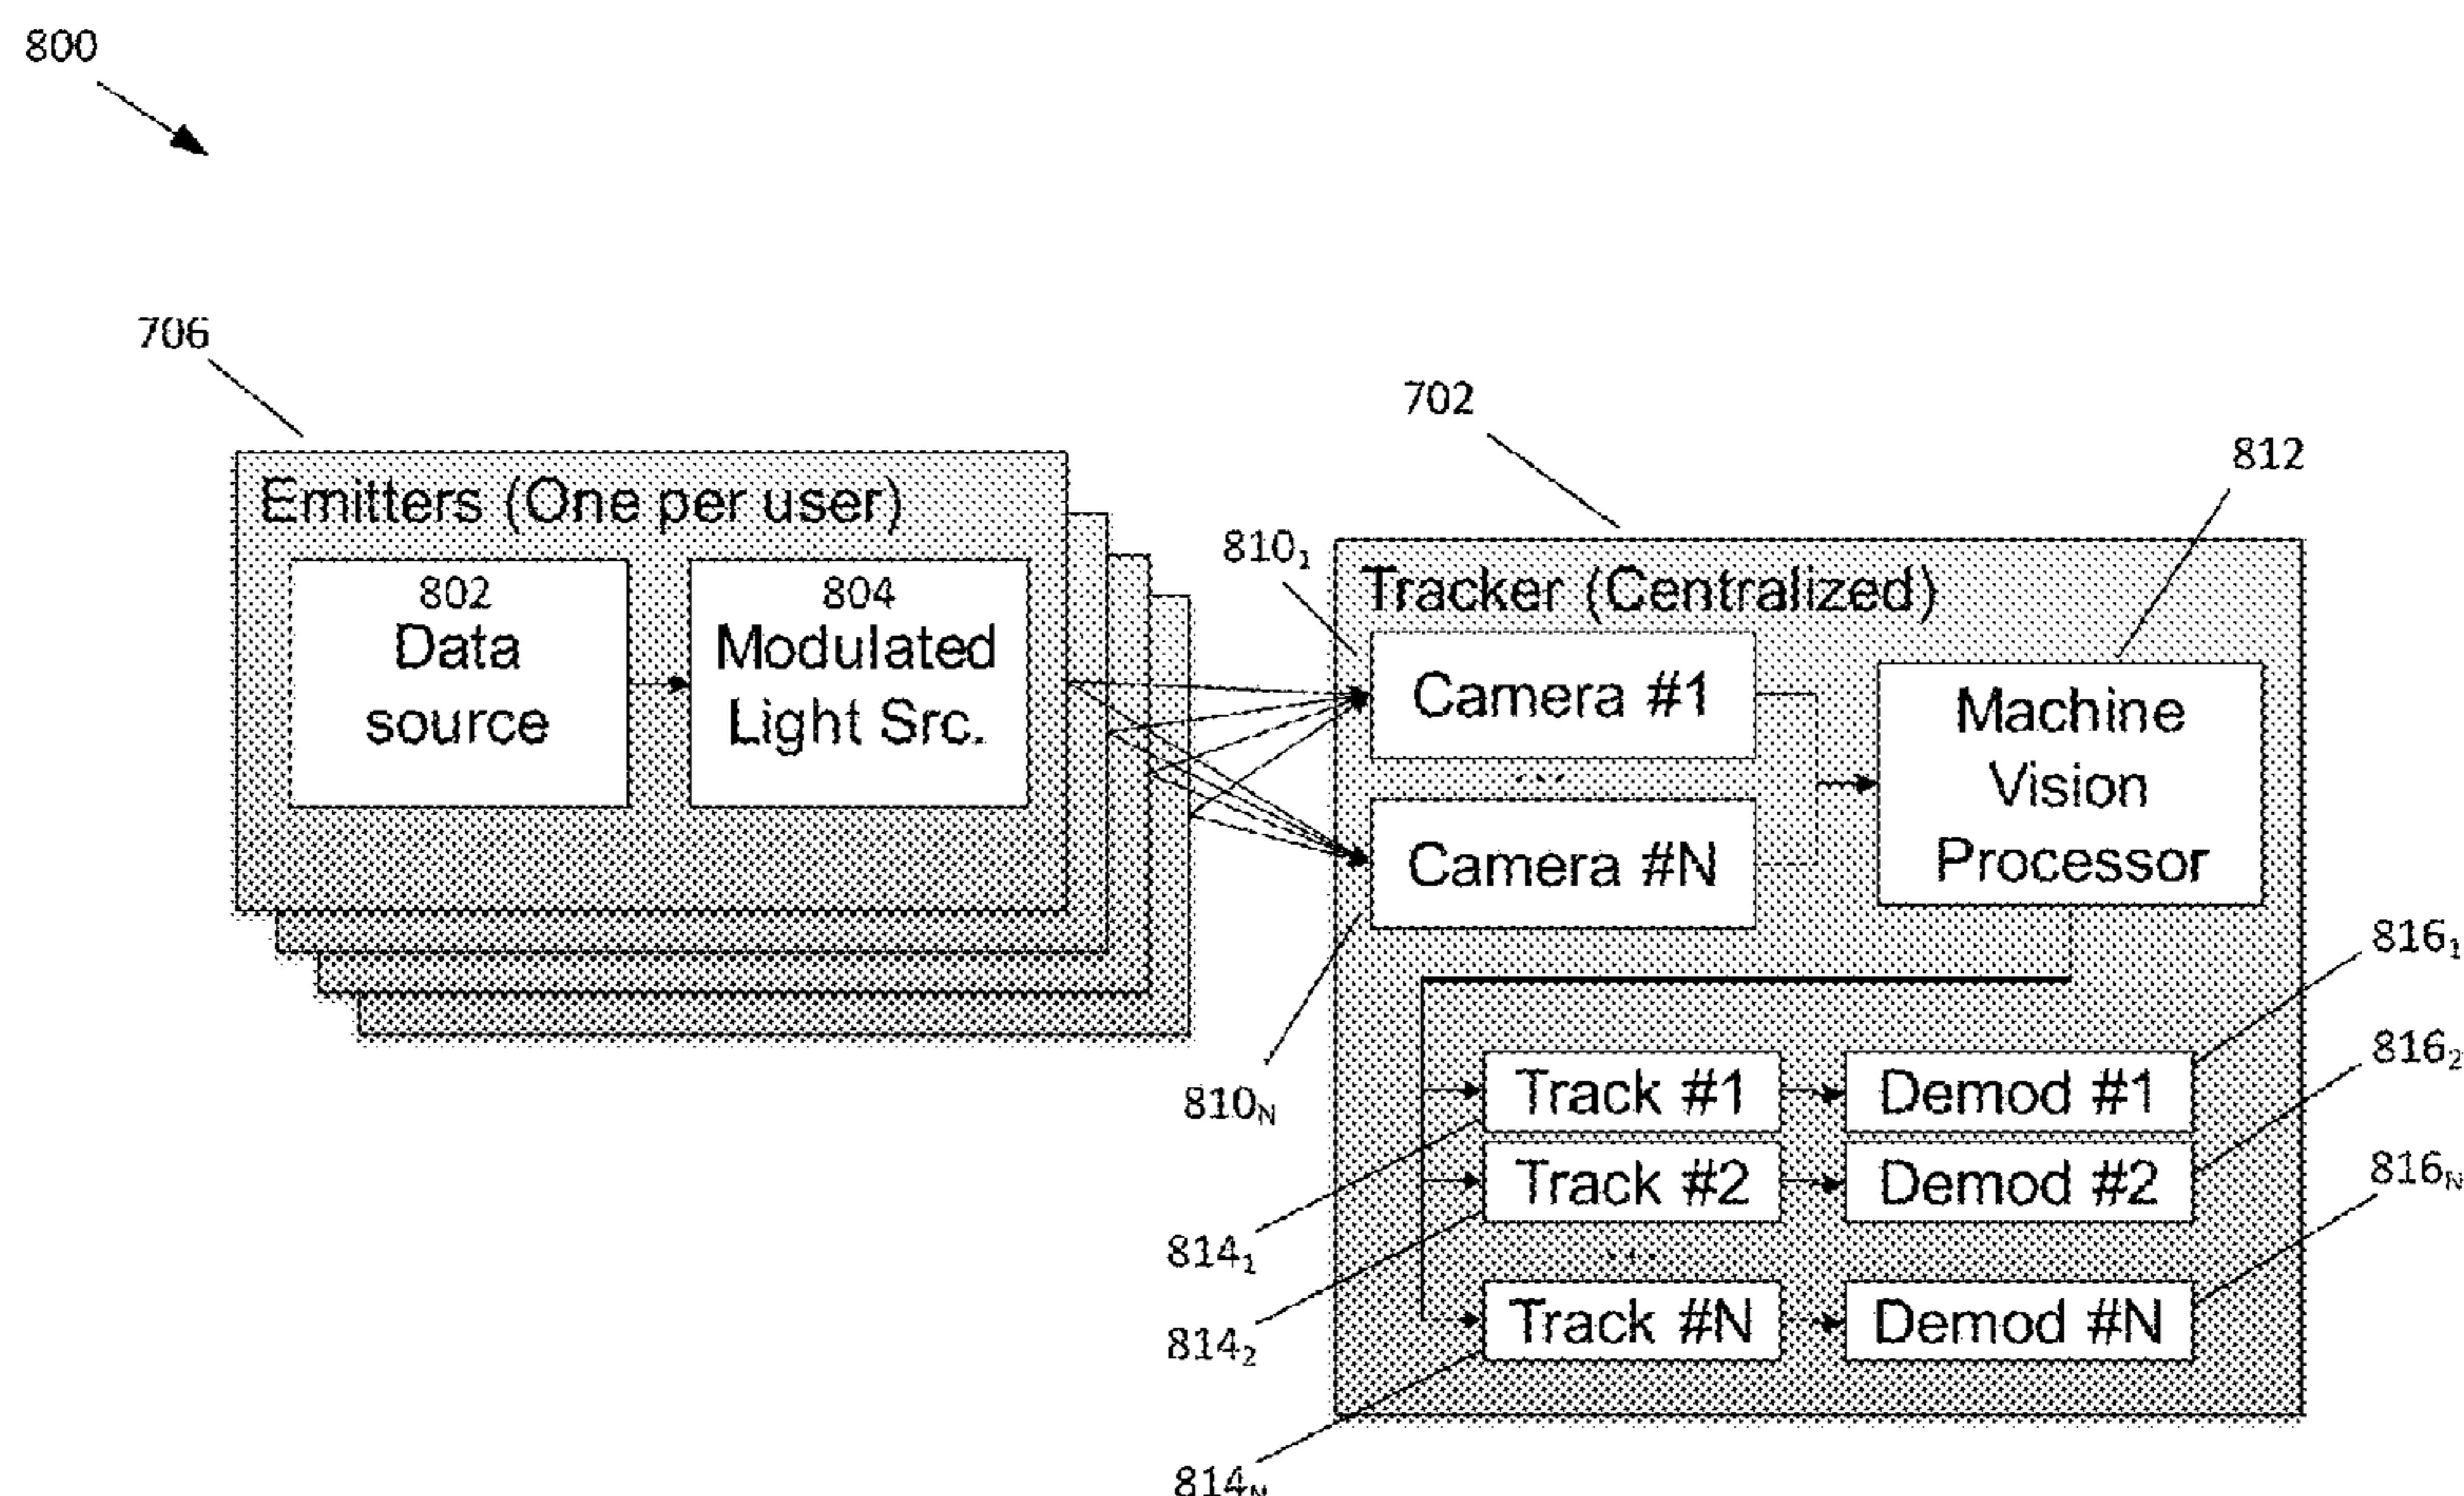 800
706
702
812
Emitters (One per user)
802
Data
source
804
Modulated
Light Src.
810₁
Tracker (Centralized)
Camera #1
...
Camera #N
Machine
Vision
Processor
810ₙ
816₁
816₂
816ₙ
Track #1
Demod #1
Track #2
Demod #2
...
Track #N
Demod #N
814₁
814₂
814ₙ